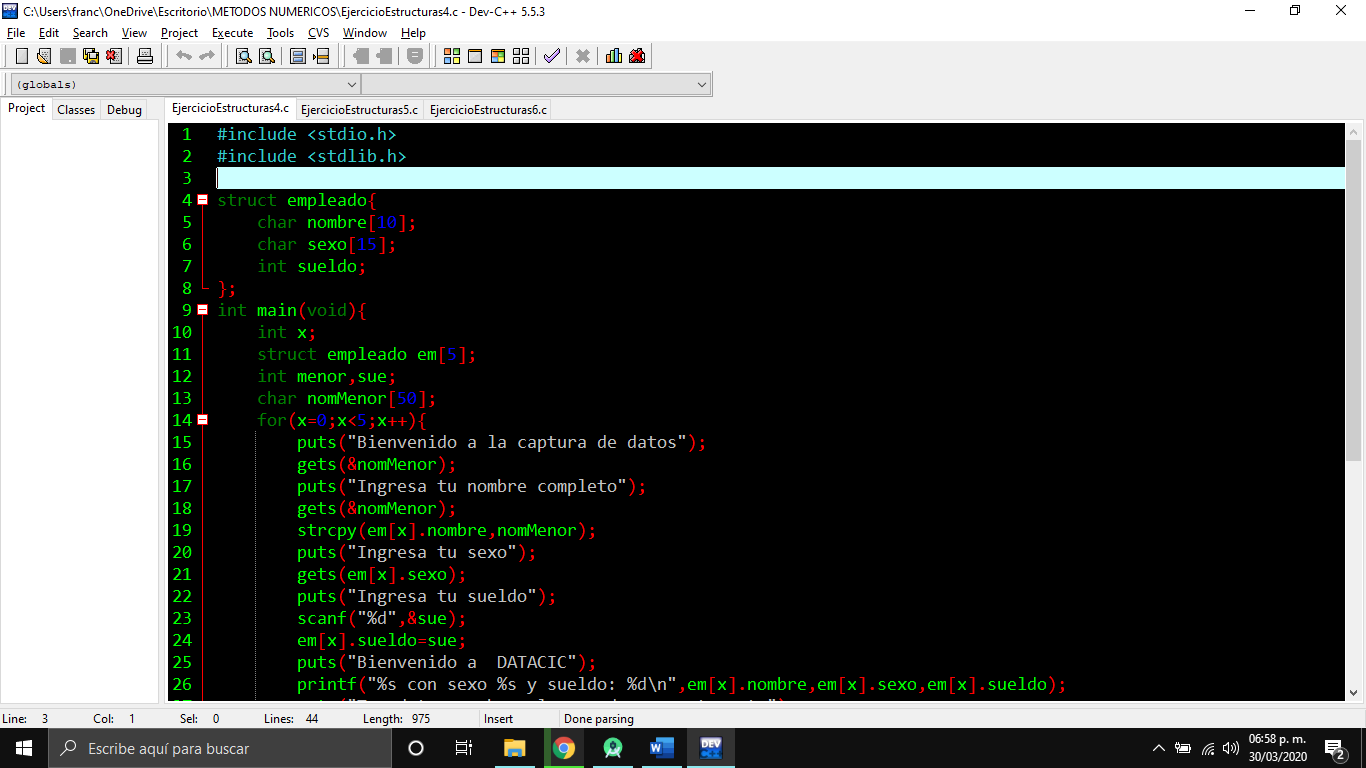 C:\Users\franc\OneDrive\Escritorio\METODOS NUMERICOS\EjercicioEstructuras4.c - Dev-C++ 5.5.3
File Edit Search View Project Execute Tools CVS Window Help
(globals)
Project Classes Debug
EjercicioEstructuras4.c EjercicioEstructuras5.c EjercicioEstructuras6.c
1 #include <stdio.h>
2 #include <stdlib.h>
3
4 struct empleado{
5 char nombre[10];
6 char sexo[15];
7 int sueldo;
8 };
9 int main(void){
10 int x;
11 struct empleado em[5];
12 int menor,sue;
13 char nomMenor[50];
14 for(x=0;x<5;x++){
15 puts("Bienvenido a la captura de datos");
16 gets(&nomMenor);
17 puts("Ingresa tu nombre completo");
18 gets(&nomMenor);
19 strcpy(em[x].nombre,nomMenor);
20 puts("Ingresa tu sexo");
21 gets(em[x].sexo);
22 puts("Ingresa tu sueldo");
23 scanf("%d",&sue);
24 em[x].sueldo=sue;
25 puts("Bienvenido a  DATACIC");
26 printf("%s con sexo %s y sueldo: %d\n",em[x].nombre,em[x].sexo,em[x].sueldo);
Line: 3 Col: 1 Sel: 0 Lines: 44 Length: 975 Insert Done parsing
Escribe aquí para buscar
DEV C++
06:58 p. m.
30/03/2020
2